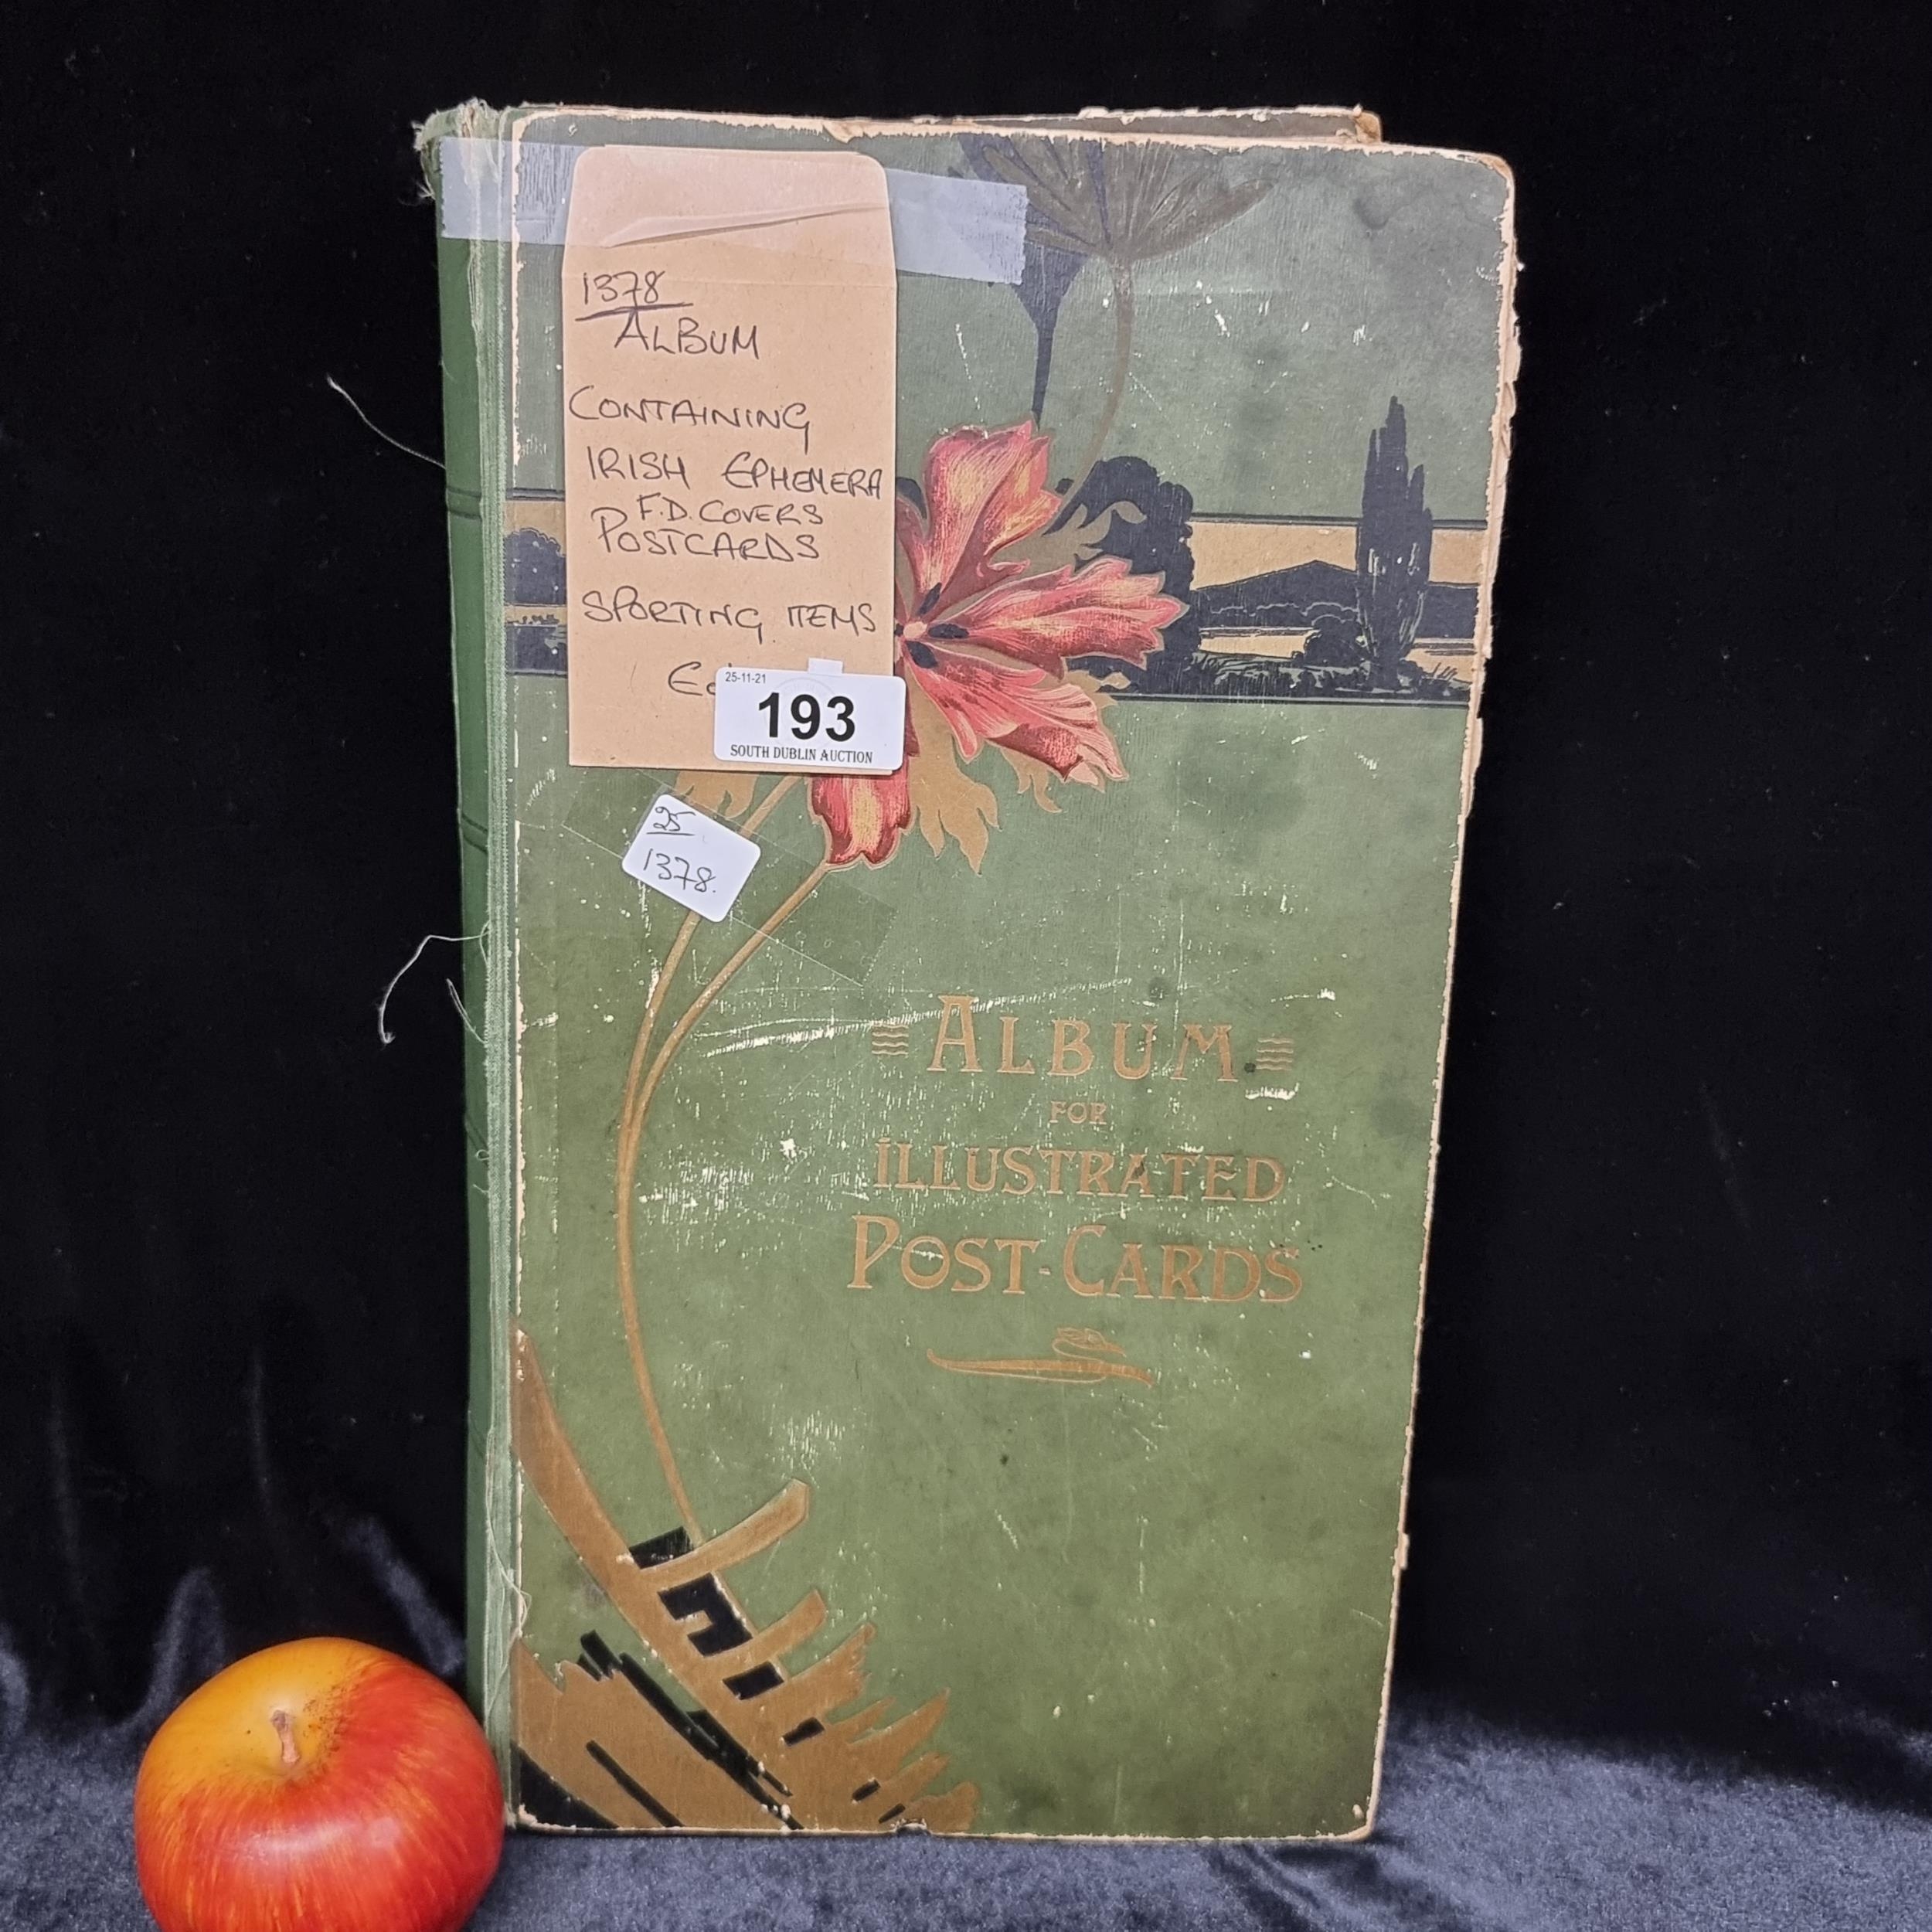 1378
ALBUM
CONTAINING
IRISH EPHEMERA
F.D. COVERS
POSTCARDS
SPORTING ITEMS
25-11-21
193
SOUTH DUBLIN AUCTION
25
1378.
ALBUM
FOR
ILLUSTRATED
POST-CARDS